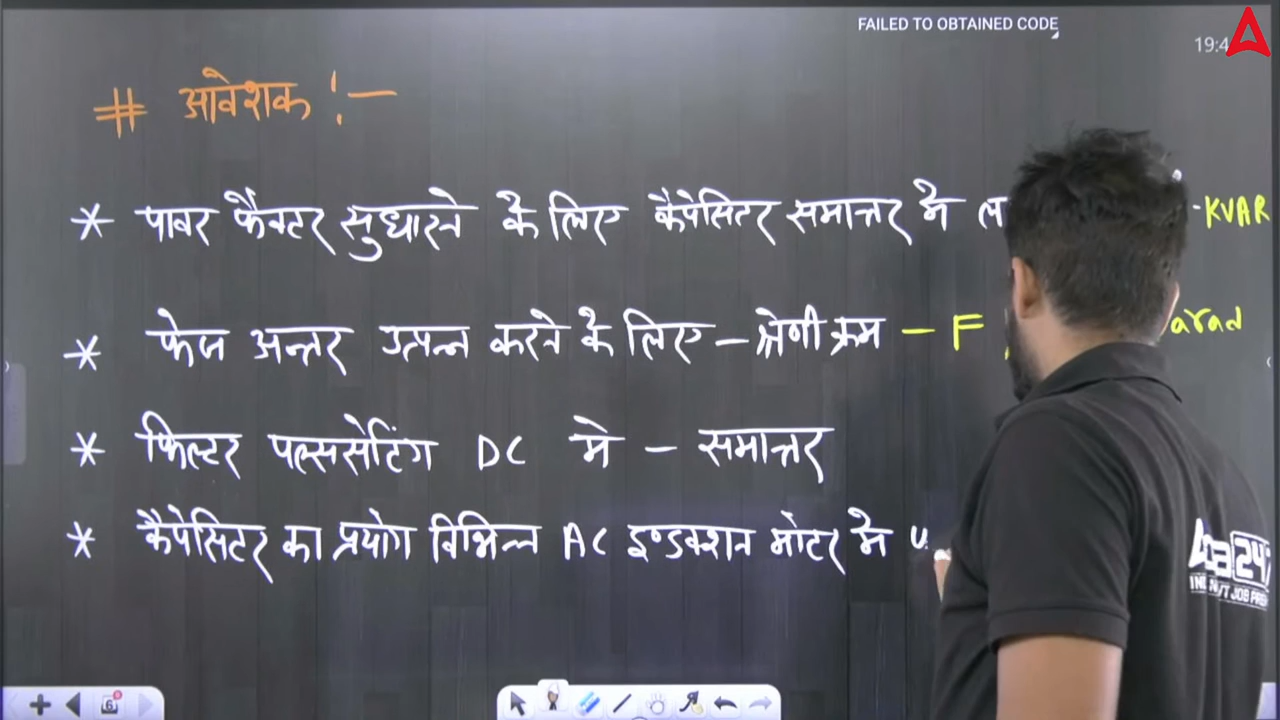 FAILED TO OBTAINED CODE
19:4
# आवेशक :-
* पावर फैक्टर सुधारने के लिए कैपेसिटर समान्तर मे ल - KVAR
* फेज अन्तर उत्पन्न करने के लिए - श्रेणी क्रम - F arad
* फिल्टर पल्ससेटिंग DC मे - समान्तर
* कैपेसिटर का प्रयोग विभिन्न AC इण्डक्शन मोटर मे